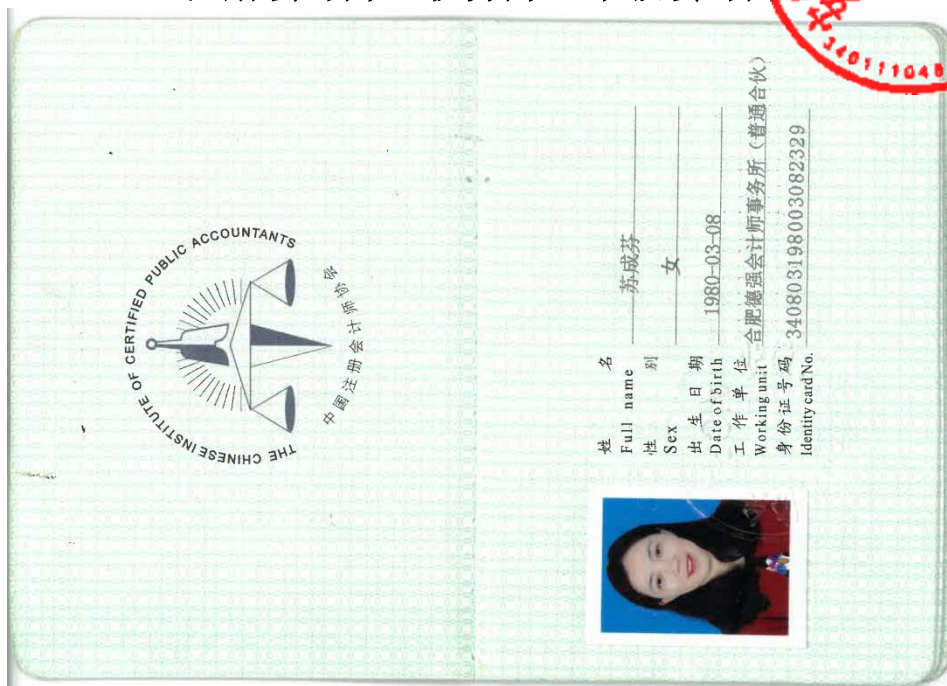 THE CHINESE INSTITUTE OF CERTIFIED PUBLIC ACCOUNTANTS
中国注册会计师协会
姓 名 苏成芬
Full name
性 别 女
Sex
出 生 日 期 1980-03-08
Date of birth
工 作 单 位 合肥德强会计师事务所(普通合伙)
Working unit
身 份 证 号 码 340803198003082329
Identity card No.